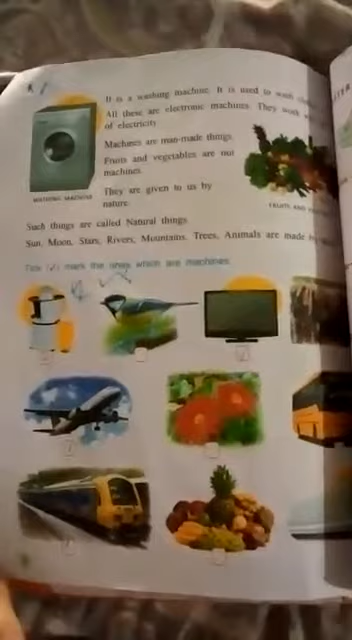 It is a washing machine. It is used to wash
All these are electronic machines. They work
of electricity.
Machines are man-made things.
Fruits and vegetables are not
machines.
They are given to us by
nature.
WASHING MACHINE
FRUITS AND
Such things are called Natural things.
Sun, Moon, Stars, Rivers, Mountains, Trees, Animals are made
Tick (✓) mark the ones which are machines.